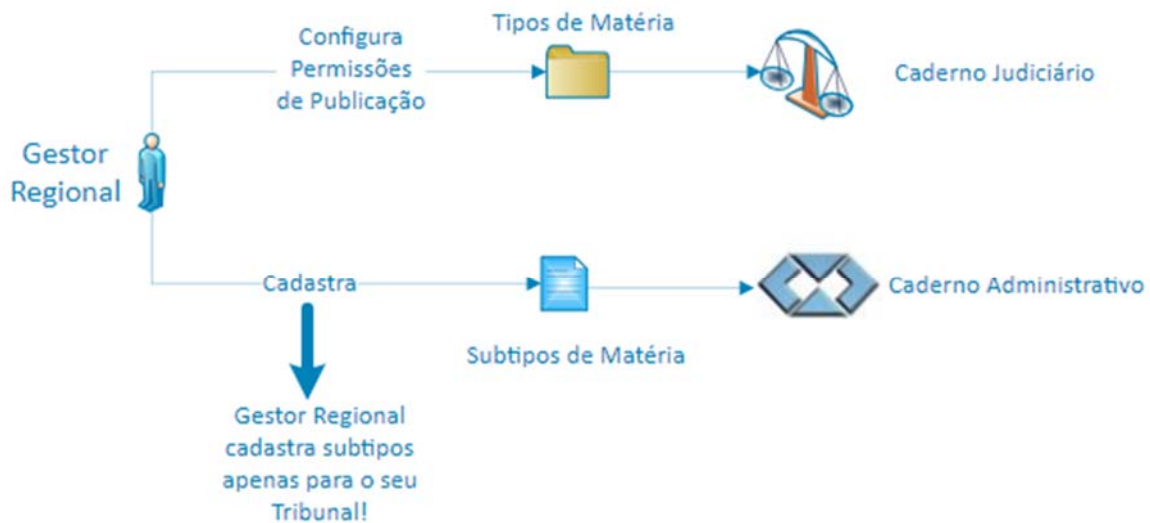 Gestor
Regional
Configura
Permissões
de Publicação
Tipos de Matéria
Caderno Judiciário
Cadastra
Subtipos de Matéria
Caderno Administrativo
Gestor Regional
cadastra subtipos
apenas para o seu
Tribunal!